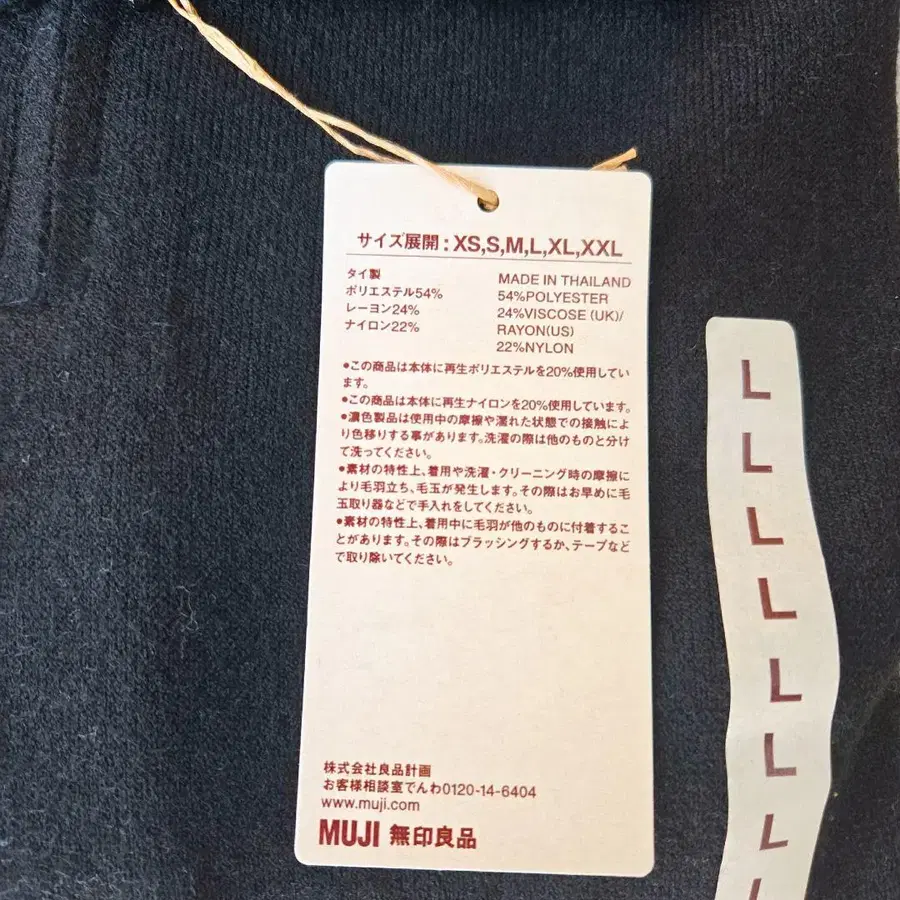 サイズ展開：XS,S,M,L,XL,XXL
タイ製
ポリエステル54%
レーヨン24%
ナイロン22%
MADE IN THAILAND
54%POLYESTER
24%VISCOSE (UK)/
RAYON(US)
22%NYLON
●この商品は本体に再生ポリエステルを20%使用してい
ます。
●この商品は本体に再生ナイロンを20%使用しています。
●濃色製品は使用中の摩擦や濡れた状態での接触によ
り色移りする事があります。洗濯の際は他のものと分け
て洗ってください。
●素材の特性上、着用や洗濯・クリーニング時の摩擦に
より毛羽立ち、毛玉が発生します。その際はお早めに毛
玉取り器などで手入れをしてください。
●素材の特性上、着用中に毛羽が他のものに付着するこ
とがあります。その際はブラッシングするか、テープなど
で取り除いてください。
株式会社良品計画
お客様相談室でんわ0120-14-6404
www.muji.com
MUJI 無印良品
L
L
L
L
L
L
L
L